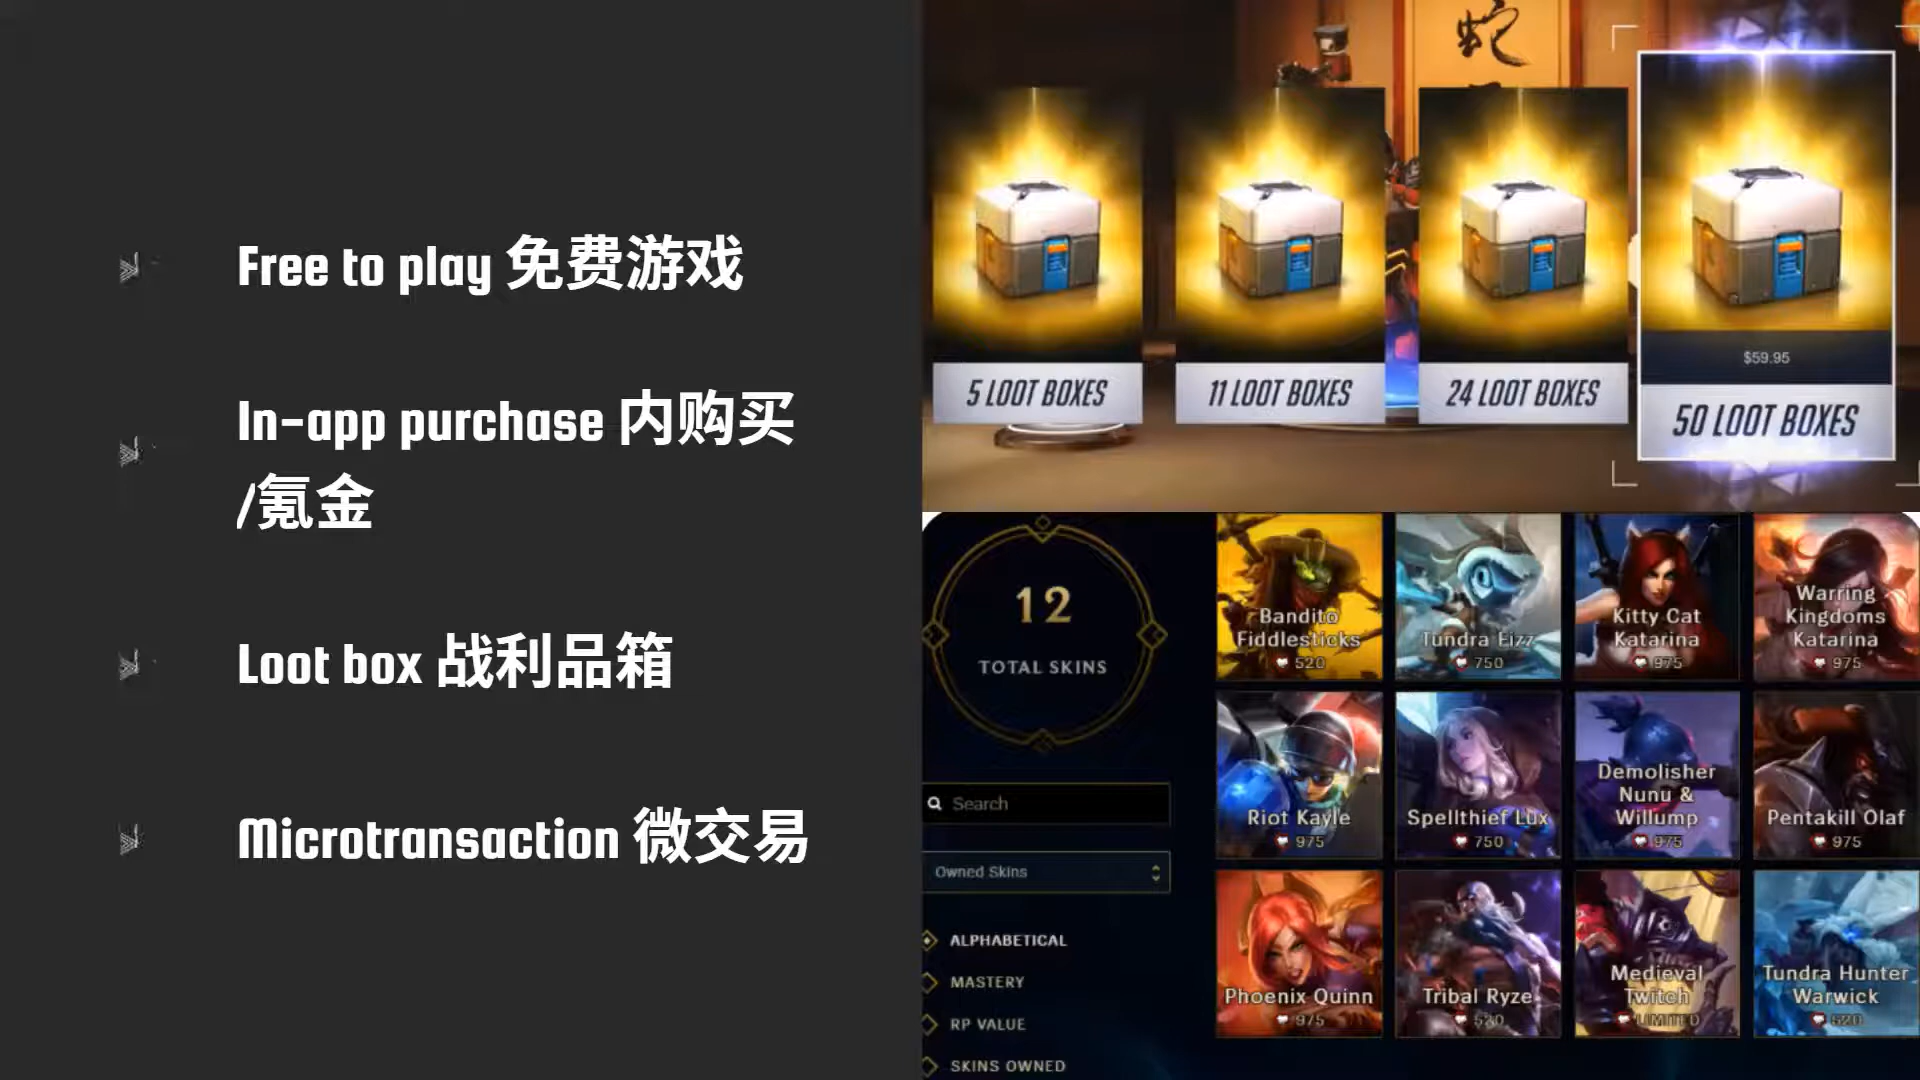 Free to play 免费游戏
In-app purchase 内购买
/氪金
Loot box 战利品箱
Microtransaction 微交易
蛇
$59.95
5 LOOT BOXES
11 LOOT BOXES
24 LOOT BOXES
50 LOOT BOXES
12
TOTAL SKINS
Search
Owned Skins
ALPHABETICAL
MASTERY
RP VALUE
SKINS OWNED
Bandito
Fiddlesticks
520
Tundra Fizz
750
Kitty Cat
Katarina
975
Warring
Kingdoms
Katarina
975
Riot Kayle
975
Spellthief Lux
750
Demolisher
Nunu &
Willump
975
Pentakill Olaf
975
Phoenix Quinn
975
Tribal Ryze
520
Medieval
Twitch
LIMITED
Tundra Hunter
Warwick
520